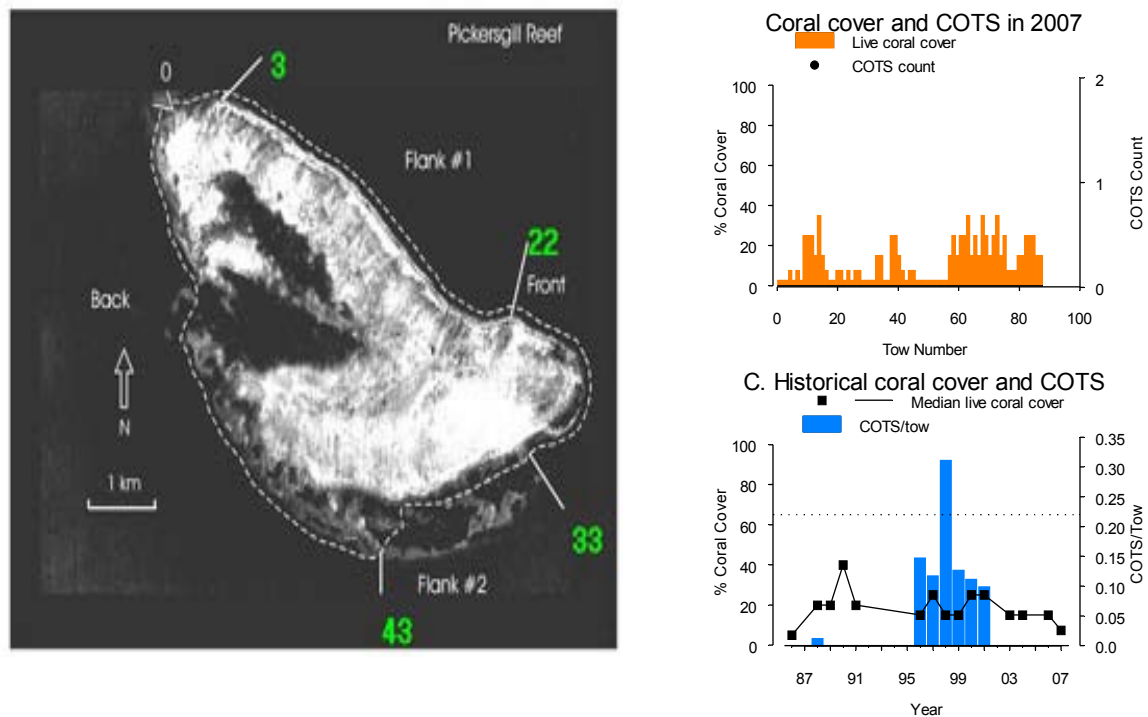 Pickersgill Reef
0
3
Flank #1
22
Front
Back
N
1 km
33
Flank #2
43
Coral cover and COTS in 2007
Live coral cover
COTS count
100
80
60
40
20
0
% Coral Cover
2
1
0
COTS Count
0 20 40 60 80 100
Tow Number
C. Historical coral cover and COTS
Median live coral cover
COTS/tow
100
80
60
40
20
0
% Coral Cover
0.35
0.30
0.25
0.20
0.15
0.10
0.05
0.0
COTS/Tow
87 91 95 99 03 07
Year